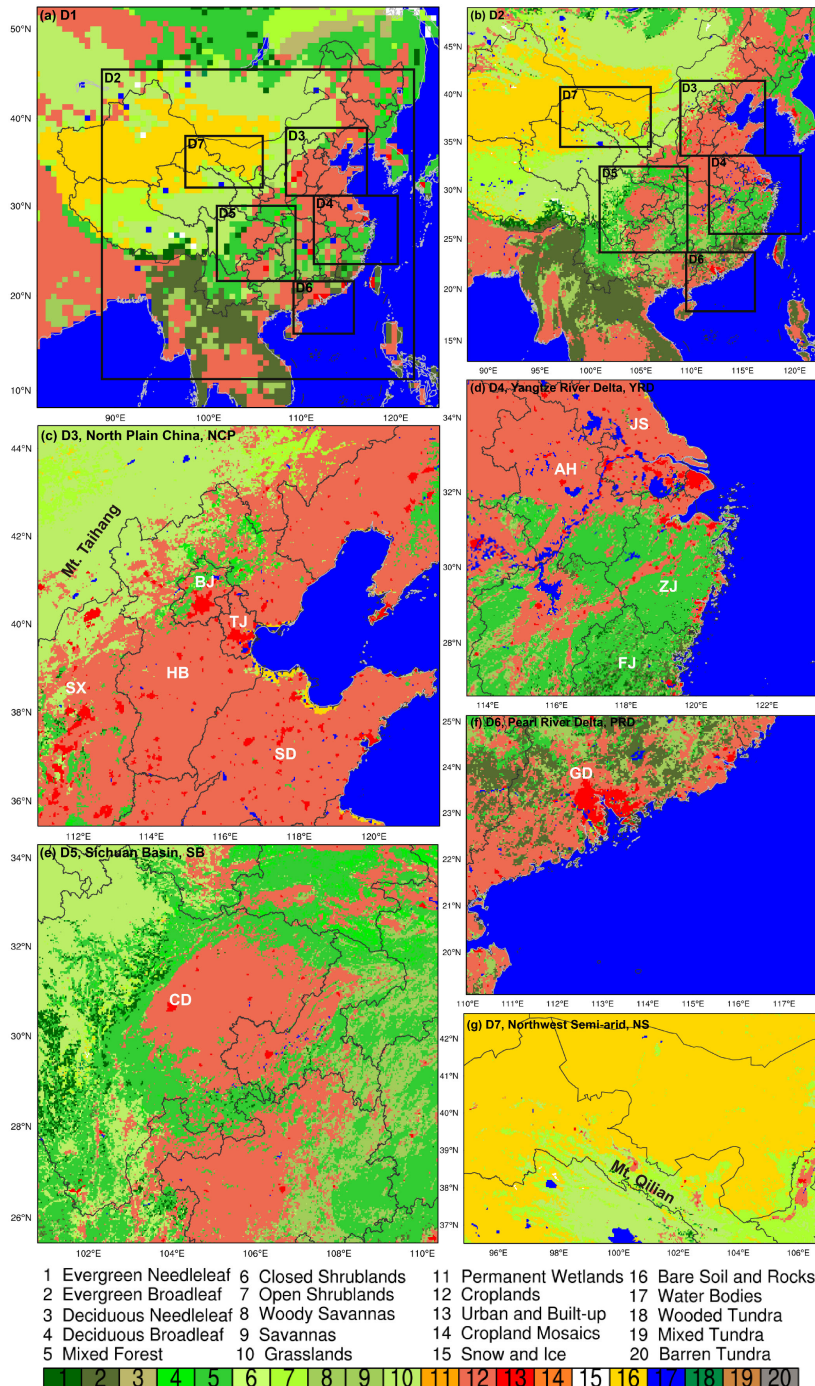 (a) D1
D2
D7
D3
D5
D4
D6
50°N
40°N
30°N
20°N
10°N
90°E 100°E 110°E 120°E
(b) D2
D7
D3
D5
D4
D6
45°N
40°N
35°N
30°N
25°N
20°N
15°N
90°E 95°E 100°E 105°E 110°E 115°E 120°E
(c) D3, North Plain China, NCP
Mt. Taihang
BJ
TJ
HB
SX
SD
44°N
42°N
40°N
38°N
36°N
112°E 114°E 116°E 118°E 120°E
(d) D4, Yangtze River Delta, YRD
JS
AH
ZJ
FJ
34°N
32°N
30°N
28°N
114°E 116°E 118°E 120°E 122°E
(e) D5, Sichuan Basin, SB
CD
34°N
32°N
30°N
28°N
26°N
102°E 104°E 106°E 108°E 110°E
(f) D6, Pearl River Delta, PRD
GD
25°N
24°N
23°N
22°N
21°N
20°N
110°E 111°E 112°E 113°E 114°E 115°E 116°E 117°E
(g) D7, Northwest Semi-arid, NS
Mt. Qilian
42°N
41°N
40°N
39°N
38°N
37°N
96°E 98°E 100°E 102°E 104°E 106°E
1 Evergreen Needleleaf 6 Closed Shrublands 11 Permanent Wetlands 16 Bare Soil and Rocks
2 Evergreen Broadleaf 7 Open Shrublands 12 Croplands 17 Water Bodies
3 Deciduous Needleleaf 8 Woody Savannas 13 Urban and Built-up 18 Wooded Tundra
4 Deciduous Broadleaf 9 Savannas 14 Cropland Mosaics 19 Mixed Tundra
5 Mixed Forest 10 Grasslands 15 Snow and Ice 20 Barren Tundra
1 2 3 4 5 6 7 8 9 10 11 12 13 14 15 16 17 18 19 20